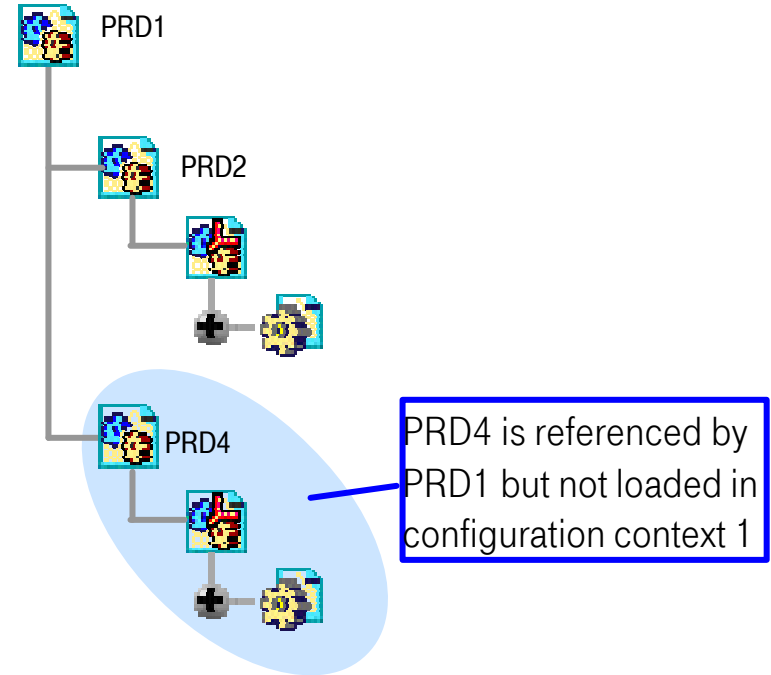 PRD1
PRD2
PRD4
PRD4 is referenced by
PRD1 but not loaded in
configuration context 1